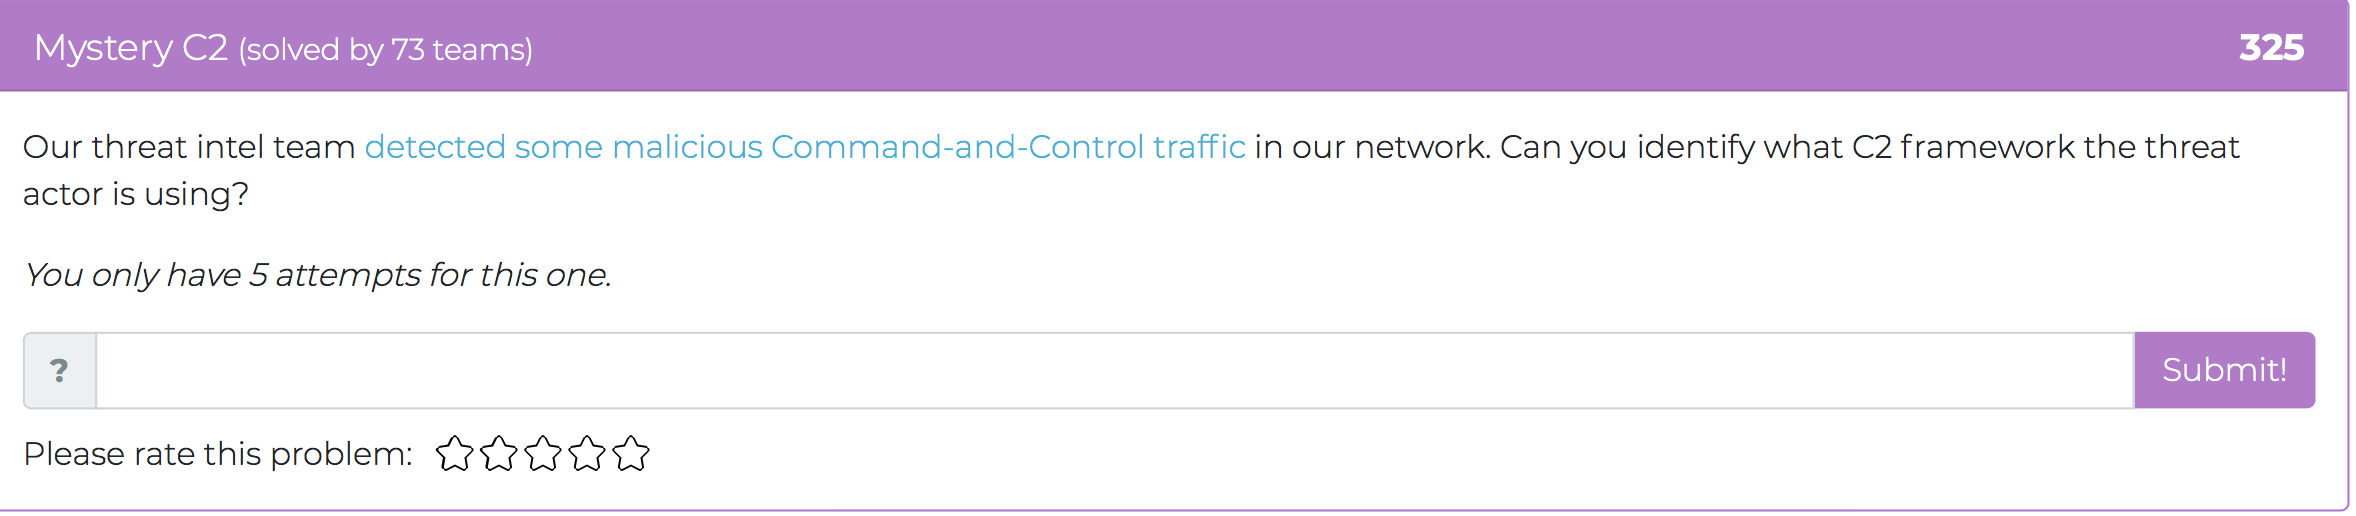 Mystery C2 (solved by 73 teams) 325
Our threat intel team detected some malicious Command-and-Control traffic in our network. Can you identify what C2 framework the threat
actor is using?
You only have 5 attempts for this one.
? Submit!
Please rate this problem: